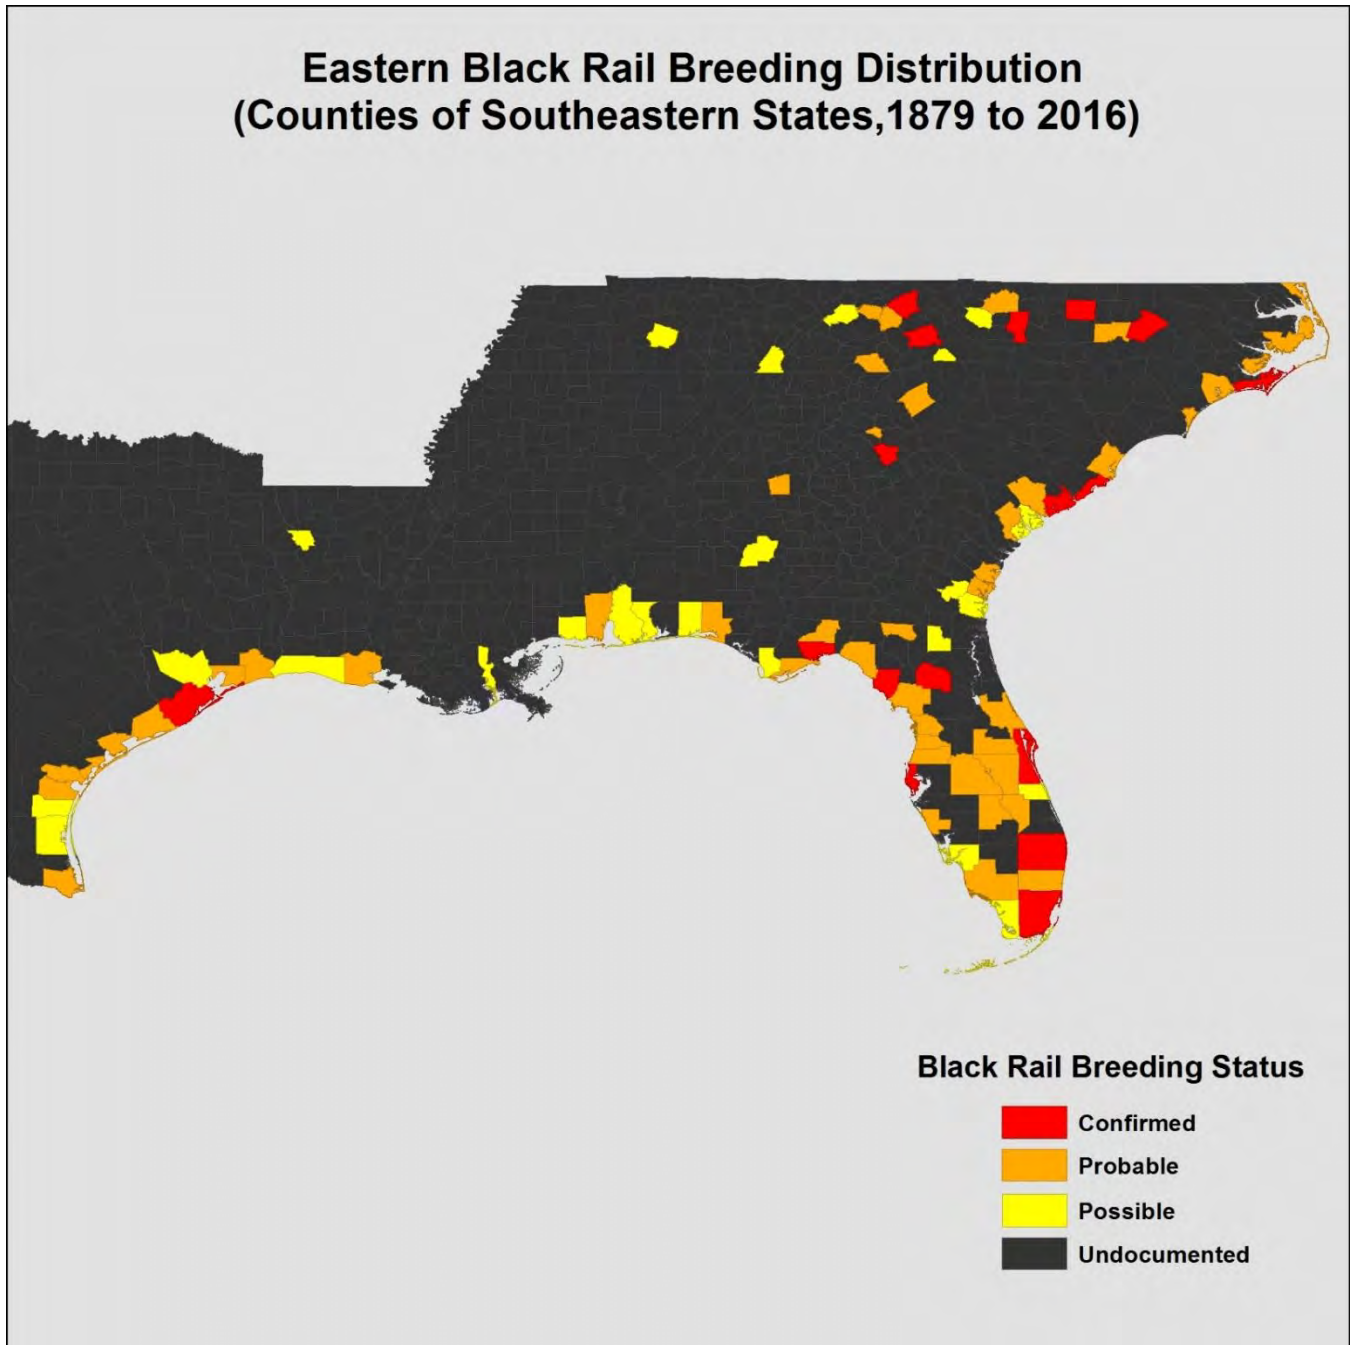 Eastern Black Rail Breeding Distribution
(Counties of Southeastern States,1879 to 2016)
Black Rail Breeding Status
Confirmed
Probable
Possible
Undocumented